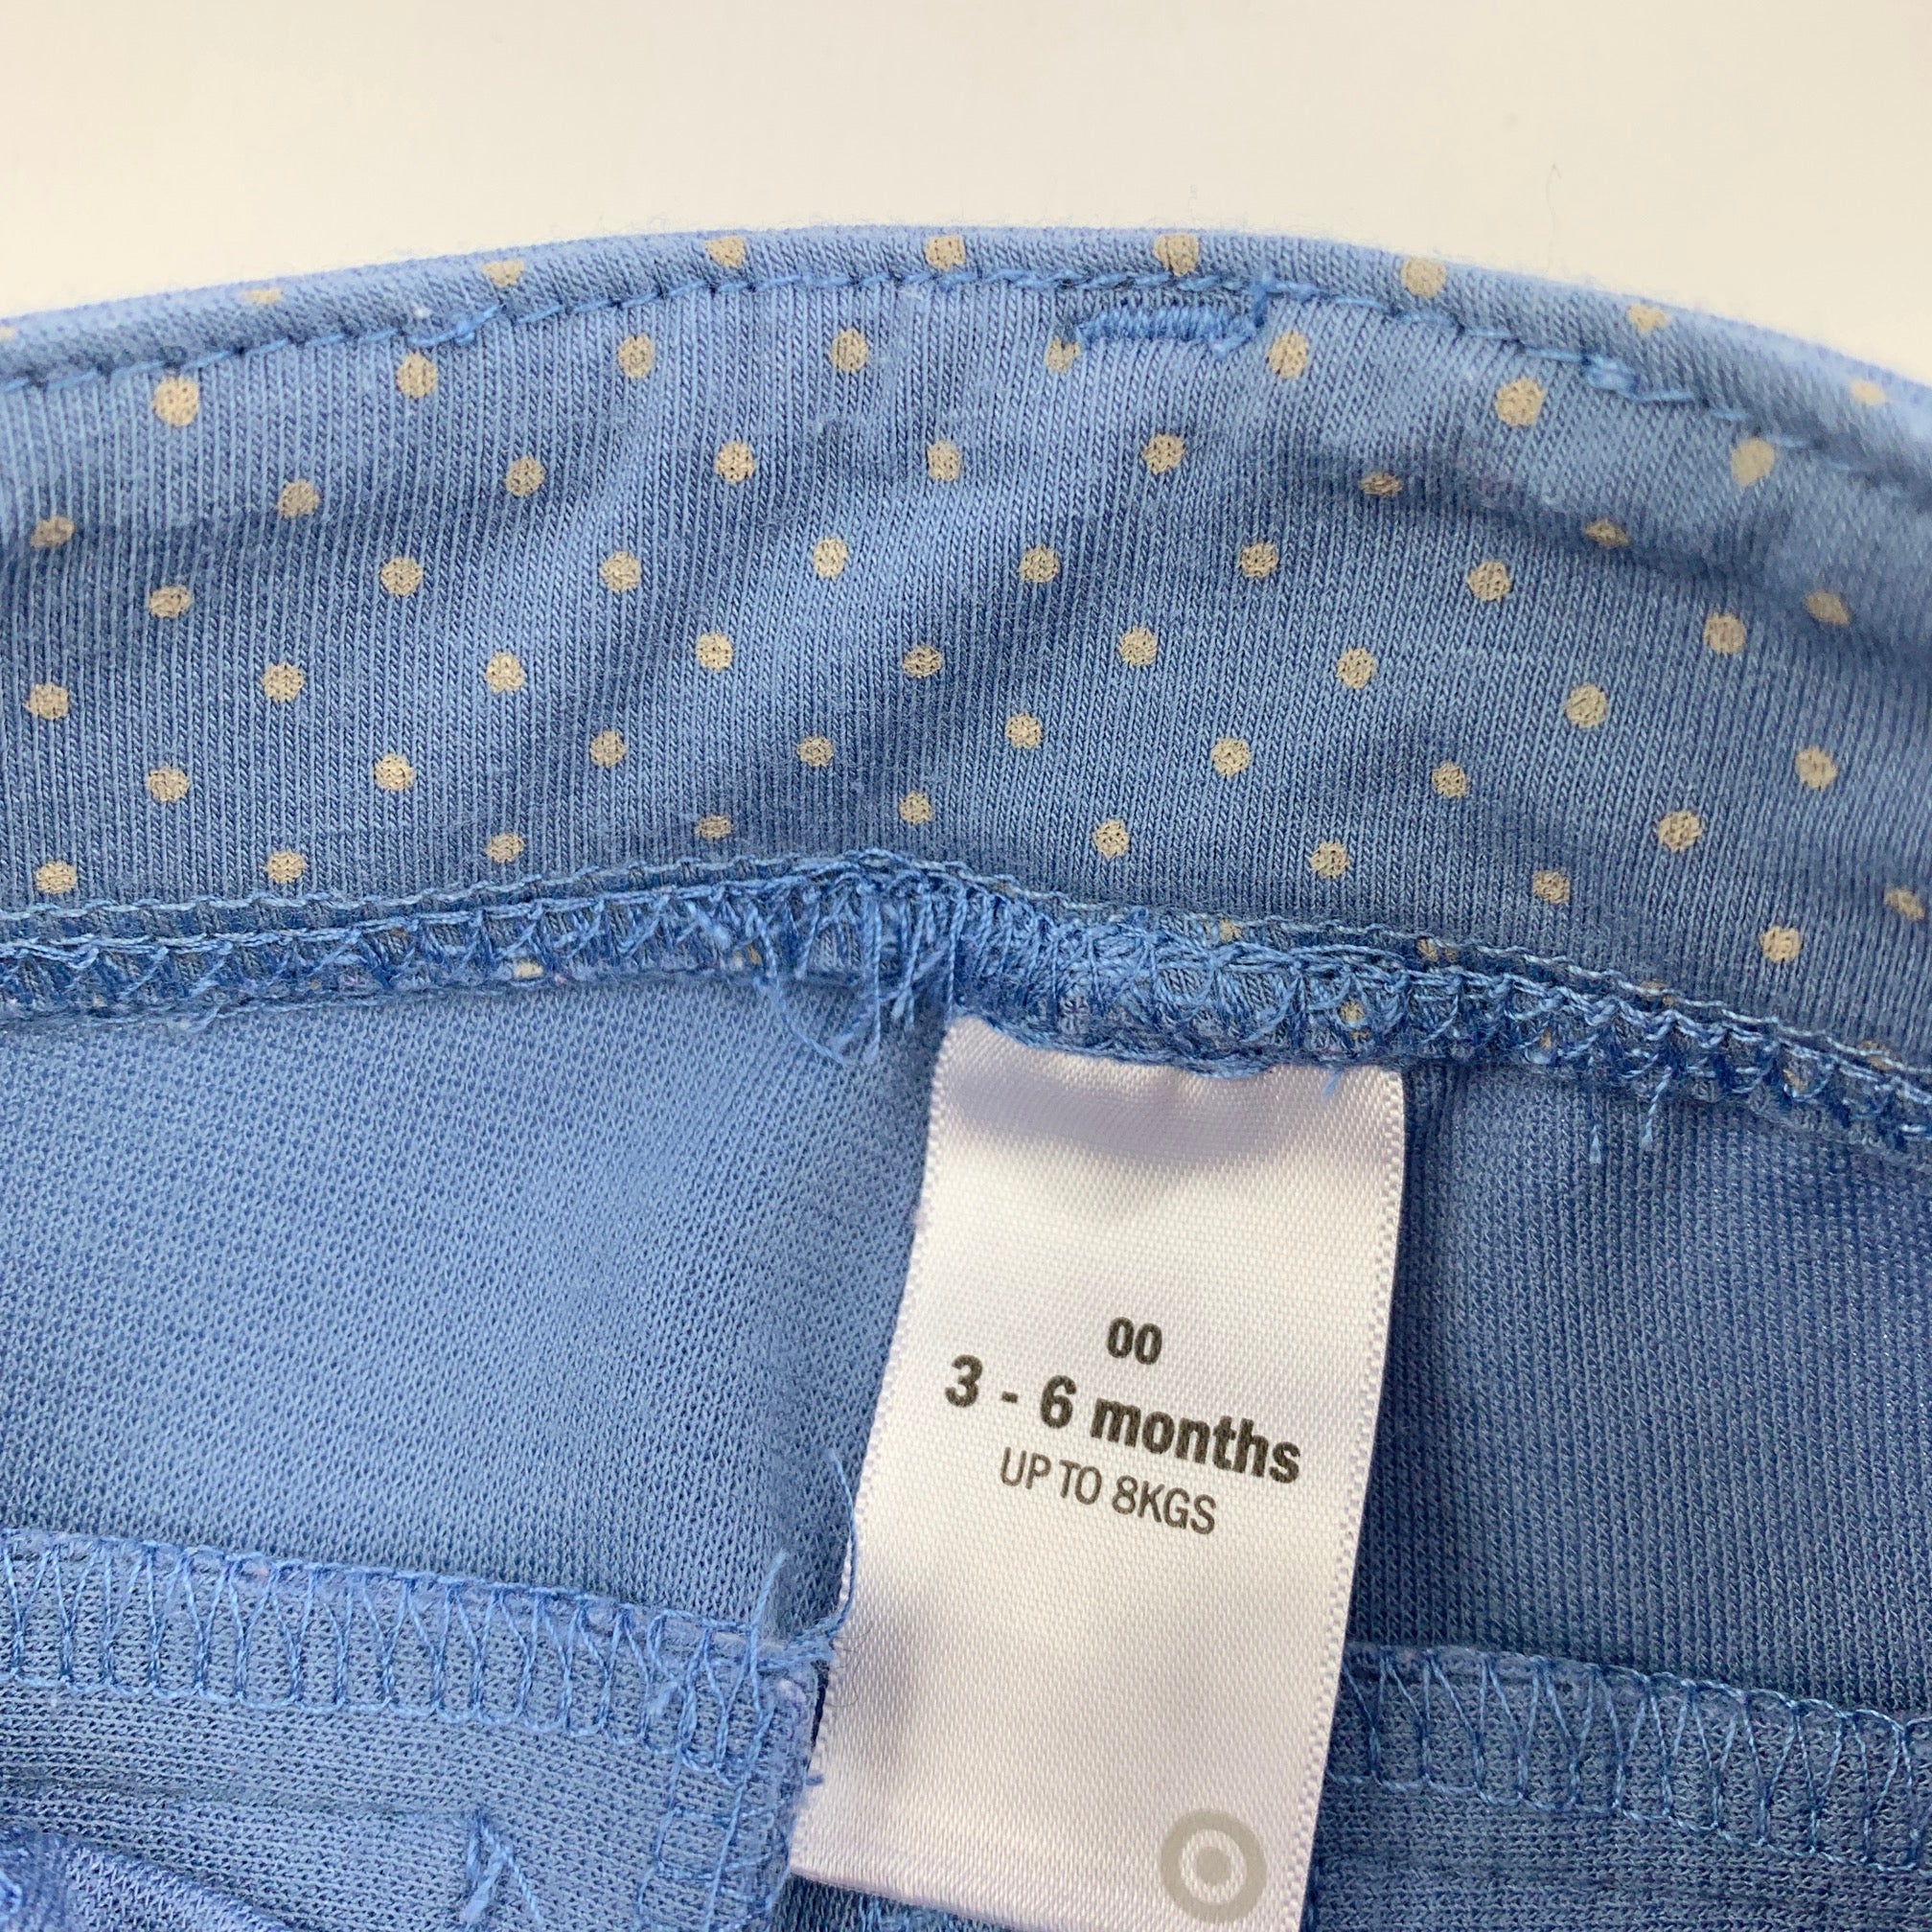 00
3 - 6 months
UP TO 8KGS